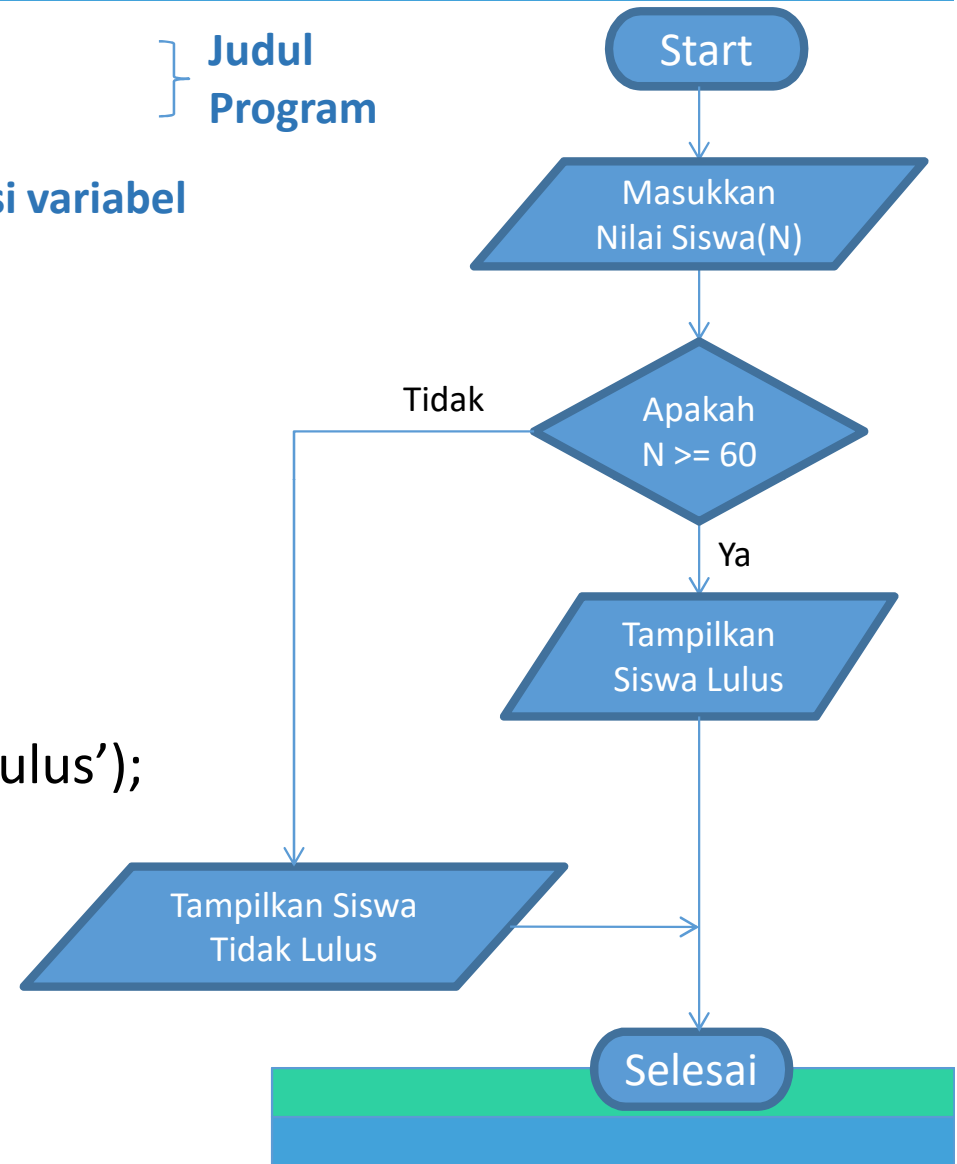 Judul
Program
si variabel
ulus’);
Start
Masukkan
Nilai Siswa(N)
Apakah
N >= 60
Tidak
Ya
Tampilkan
Siswa Lulus
Tampilkan Siswa
Tidak Lulus
Selesai